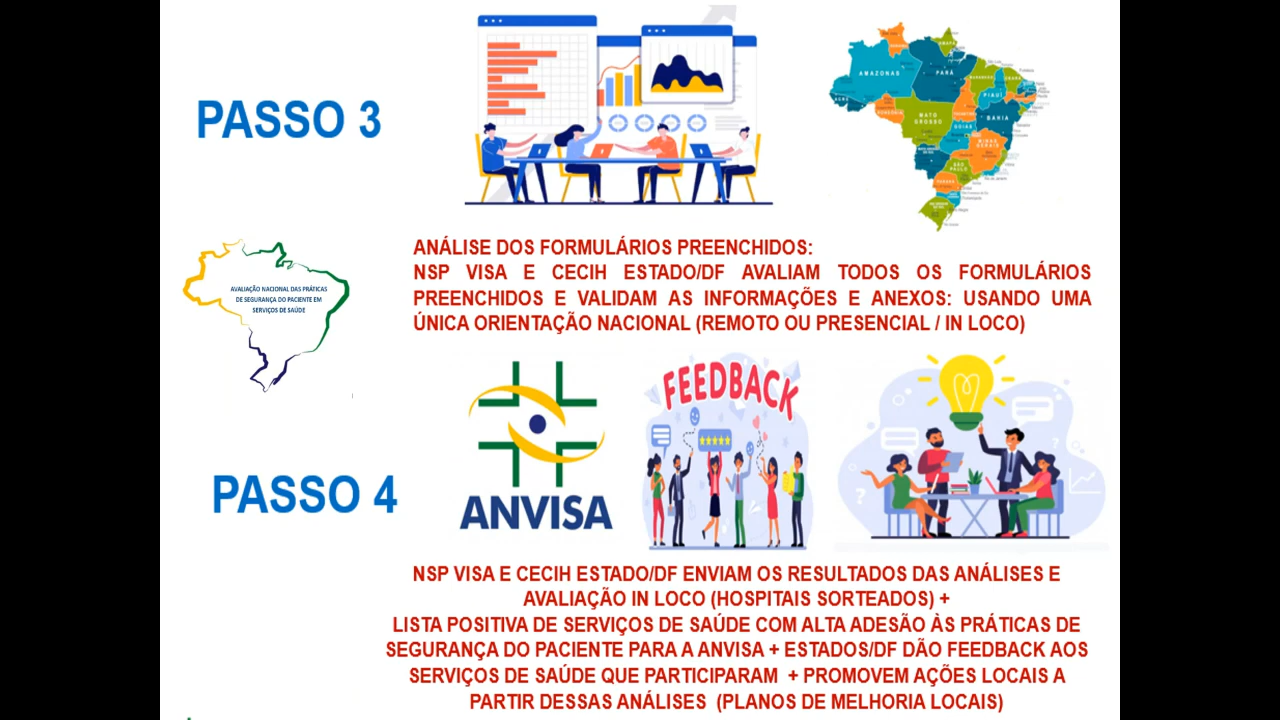 PASSO 3
AMAZONAS
PARÁ
PIAUÍ
BAHIA
MATO
GROSSO
GOIÁS
MINAS
GERAIS
SÃO
PAULO
ANÁLISE DOS FORMULÁRIOS PREENCHIDOS:
NSP VISA E CECIH ESTADO/DF AVALIAM TODOS OS FORMULÁRIOS
PREENCHIDOS E VALIDAM AS INFORMAÇÕES E ANEXOS: USANDO UMA
ÚNICA ORIENTAÇÃO NACIONAL (REMOTO OU PRESENCIAL / IN LOCO)
AVALIAÇÃO NACIONAL DAS PRÁTICAS
DE SEGURANÇA DO PACIENTE EM
SERVIÇOS DE SAÚDE
PASSO 4
ANVISA
FEEDBACK
NSP VISA E CECIH ESTADO/DF ENVIAM OS RESULTADOS DAS ANÁLISES E
AVALIAÇÃO IN LOCO (HOSPITAIS SORTEADOS) +
LISTA POSITIVA DE SERVIÇOS DE SAÚDE COM ALTA ADESÃO ÀS PRÁTICAS DE
SEGURANÇA DO PACIENTE PARA A ANVISA + ESTADOS/DF DÃO FEEDBACK AOS
SERVIÇOS DE SAÚDE QUE PARTICIPARAM + PROMOVEM AÇÕES LOCAIS A
PARTIR DESSAS ANÁLISES (PLANOS DE MELHORIA LOCAIS)